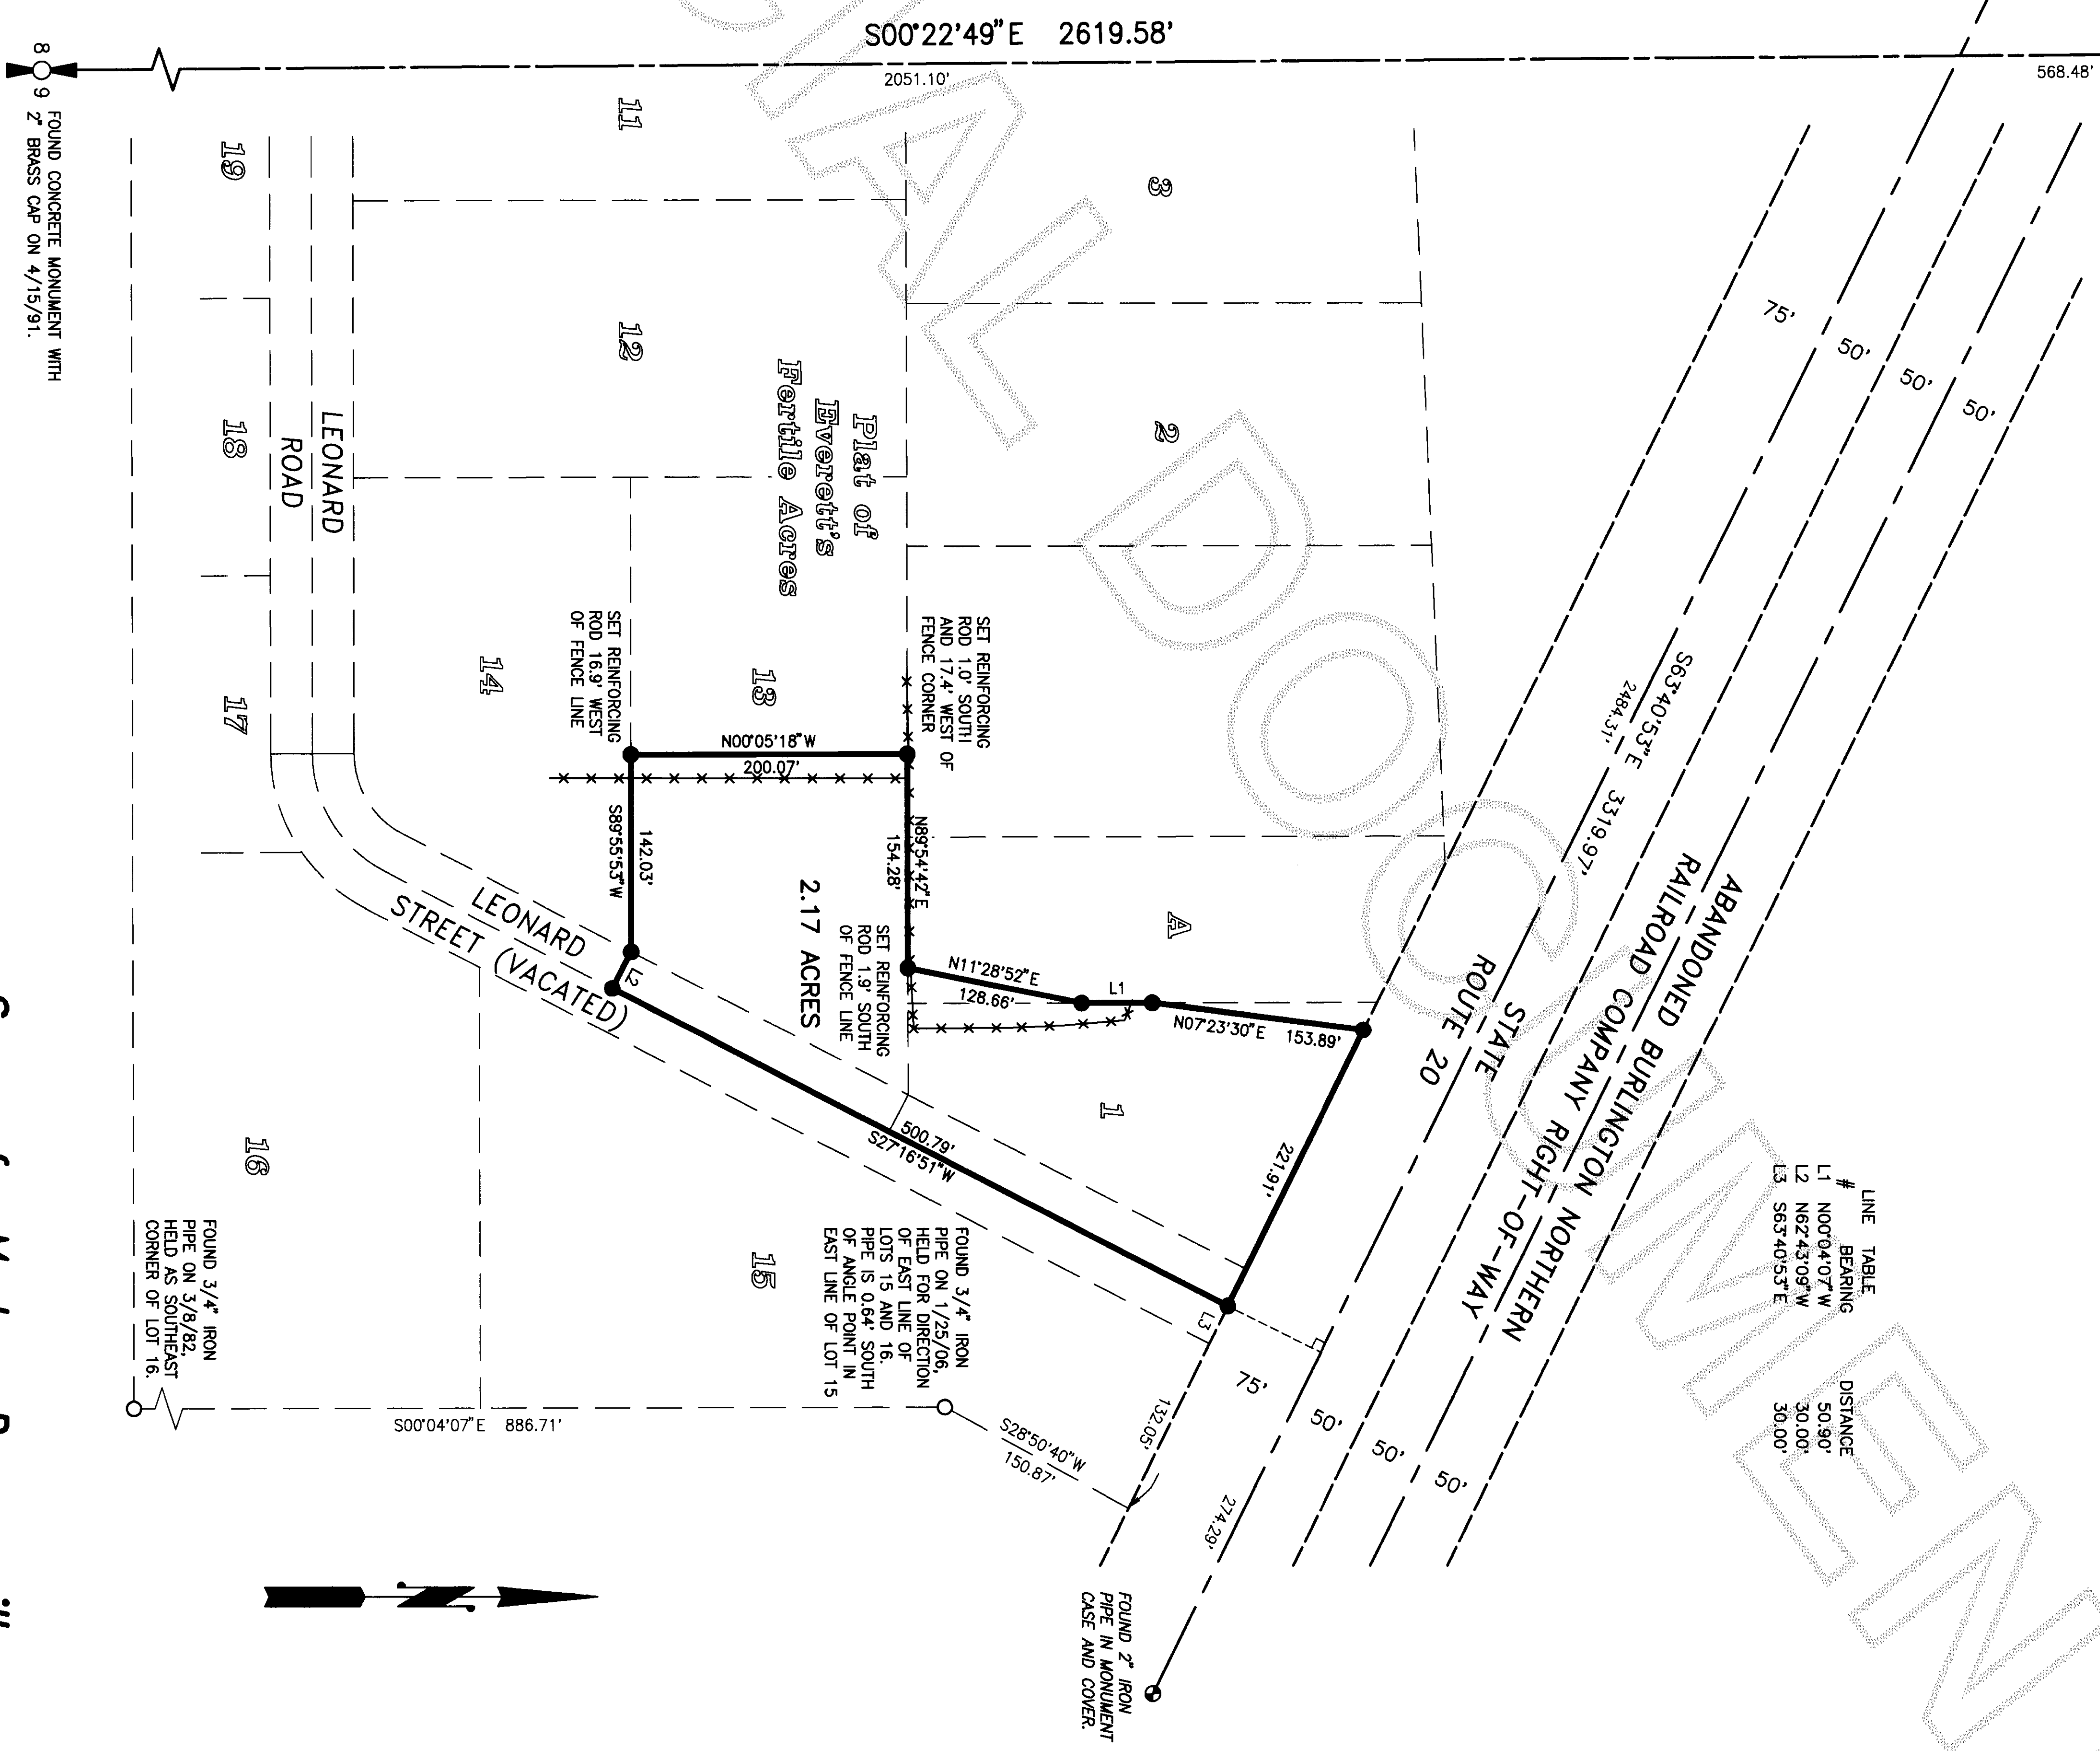 S00°22'49"E 2619.58'
2051.10'
568.48'
8
9
FOUND CONCRETE MONUMENT WITH
2" BRASS CAP ON 4/15/91.
19
11
3
18
12
2
Plat of
Everett's
Fertile Acres
LEONARD
ROAD
17
14
13
SET REINFORCING
ROD 16.9' WEST
OF FENCE LINE
SET REINFORCING
ROD 1.0' SOUTH
AND 17.4' WEST OF
FENCE CORNER
N00°05'18"W
200.07'
142.03'
S89°55'53"W
N89°54'42"E
154.28'
2.17 ACRES
SET REINFORCING
ROD 1.9' SOUTH
OF FENCE LINE
A
N11°28'52"E
128.66'
L1
N07°23'30"E 153.89'
LEONARD
STREET (VACATED)
L2
500.79'
S27°16'51"W
1
221.91'
L3
75'
50'
50'
50'
S63°40'53"E 3319.97'
2484.31'
ABANDONED BURLINGTON NORTHERN
RAILROAD COMPANY RIGHT-OF-WAY
STATE
ROUTE 20
LINE TABLE
# BEARING DISTANCE
L1 N00°04'07"W 50.90'
L2 N62°43'09"W 30.00'
L3 S63°40'53"E 30.00'
16
15
FOUND 3/4" IRON
PIPE ON 3/8/82,
HELD AS SOUTHEAST
CORNER OF LOT 16.
FOUND 3/4" IRON
PIPE ON 1/25/06,
HELD FOR DIRECTION
OF EAST LINE OF
LOTS 15 AND 16.
PIPE IS 0.64' SOUTH
OF ANGLE POINT IN
EAST LINE OF LOT 15
S00°04'07"E 886.71'
S28°50'40"W
150.87'
132.05'
274.29'
75'
50'
50'
50'
FOUND 2" IRON
PIPE IN MONUMENT
CASE AND COVER.